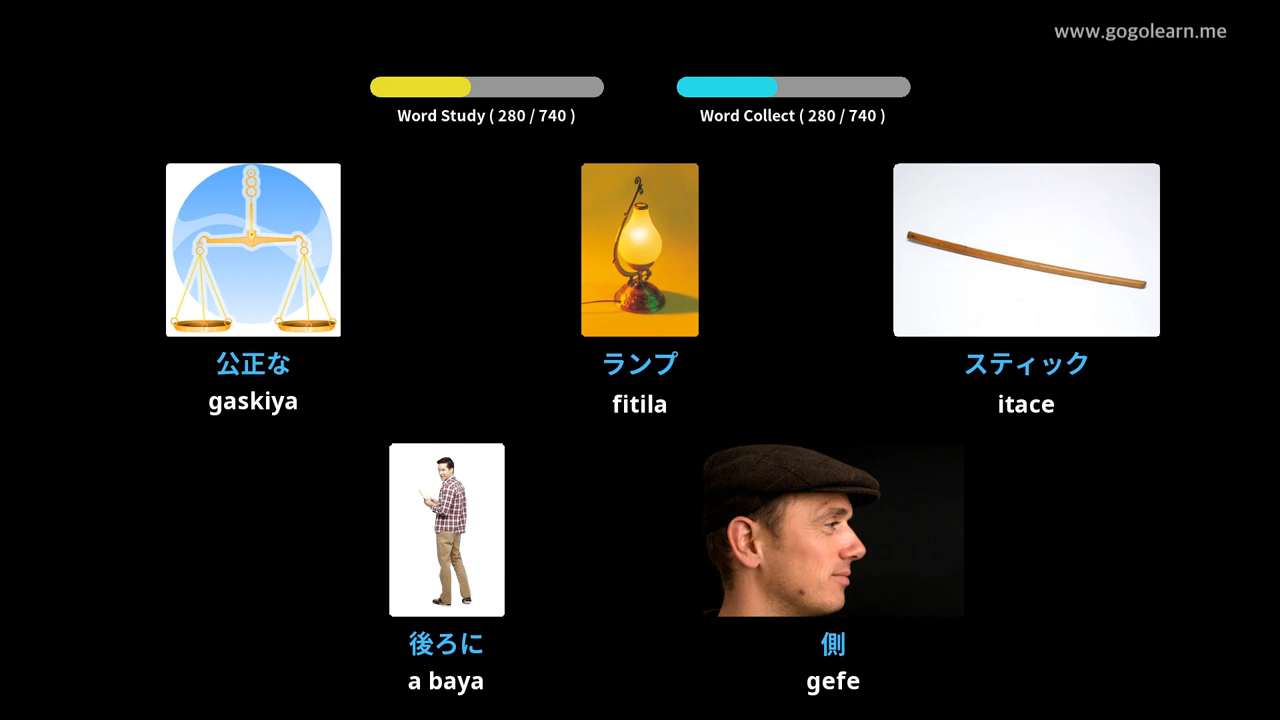 www.gogolearn.me
Word Study ( 280 / 740 )
Word Collect ( 280 / 740 )
公正な
gaskiya
ランプ
fitila
スティック
itace
後ろに
a baya
側
gefe